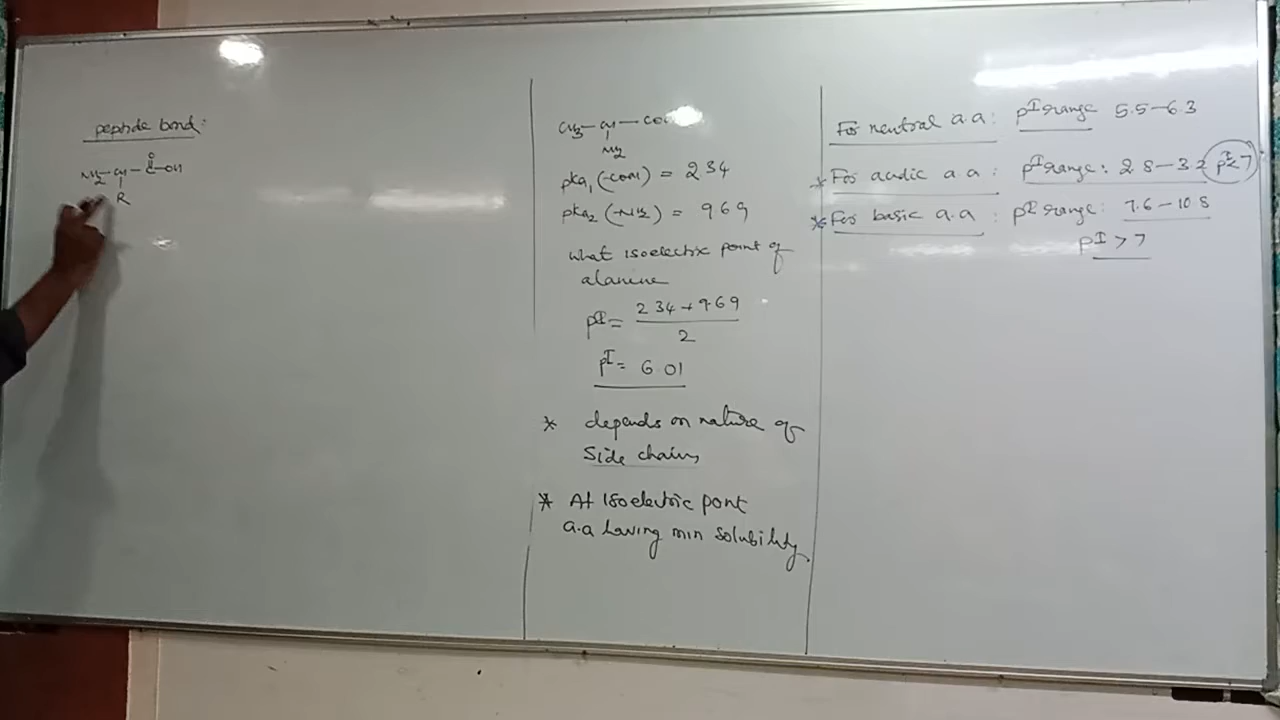 peptide bond:
O
NH2-CH-C-OH
R
CH3-CH-COOH
NH2
pka1 (-COOH) = 2.34
pka2 (-NH2) = 9.69
What isoelectric point of
alanine
pI = 2.34+9.69
2
pI = 6.01
* depends on nature of
Side chains
* At Isoelectric point
a.a having min solubility
For neutral a.a: pI range 5.5-6.3
* For acidic a.a: pI range: 2.8-3.2
* For basic a.a: pI range: 7.6-10.8
pI > 7